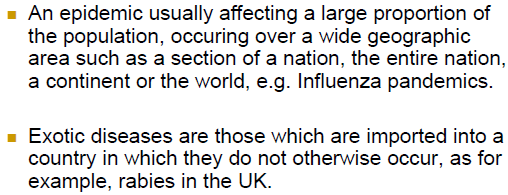 An epidemic usually affecting a large proportion of
the population, occuring over a wide geographic
area such as a section of a nation, the entire nation,
a continent or the world, e.g. Influenza pandemics.
Exotic diseases are those which are imported into a
country in which they do not otherwise occur, as for
example, rabies in the UK.